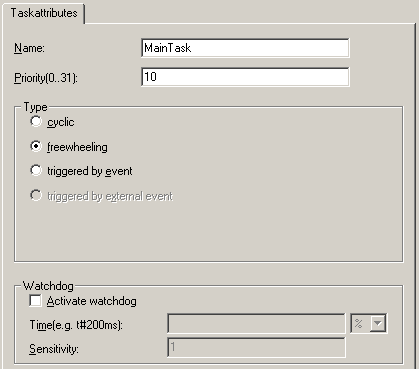 Taskattributes
Name: MainTask
Priority(0..31): 10
Type
cyclic
freewheeling
triggered by event
triggered by external event
Watchdog
Activate watchdog
Time(e.g. t#200ms): %
Sensitivity: 1